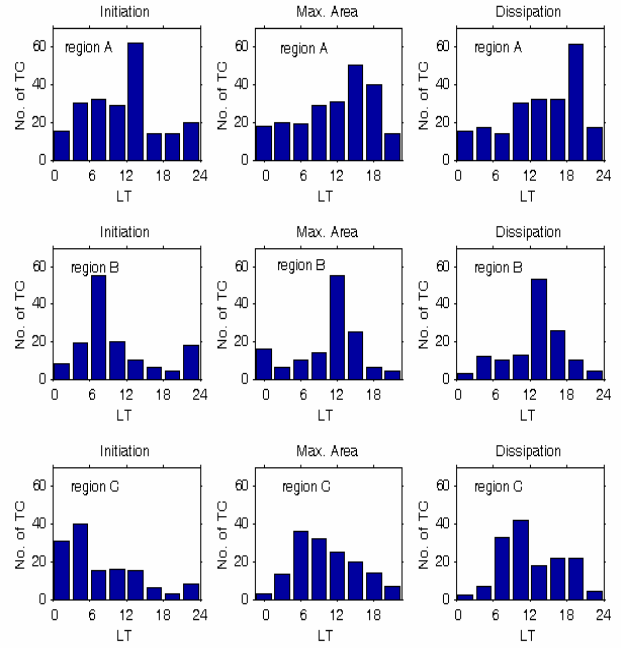 Initiation Max. Area Dissipation
60 region A 60 region A 60 region A
40 40 40
No. of TC No. of TC No. of TC
20 20 20
0 0 0
0 6 12 18 24 0 6 12 18 0 6 12 18 24
LT LT LT
Initiation Max. Area Dissipation
60 region B 60 region B 60 region B
40 40 40
No. of TC No. of TC No. of TC
20 20 20
0 0 0
0 6 12 18 24 0 6 12 18 0 6 12 18 24
LT LT LT
Initiation Max. Area Dissipation
60 region C 60 region C 60 region C
40 40 40
No. of TC No. of TC No. of TC
20 20 20
0 0 0
0 6 12 18 24 0 6 12 18 0 6 12 18 24
LT LT LT